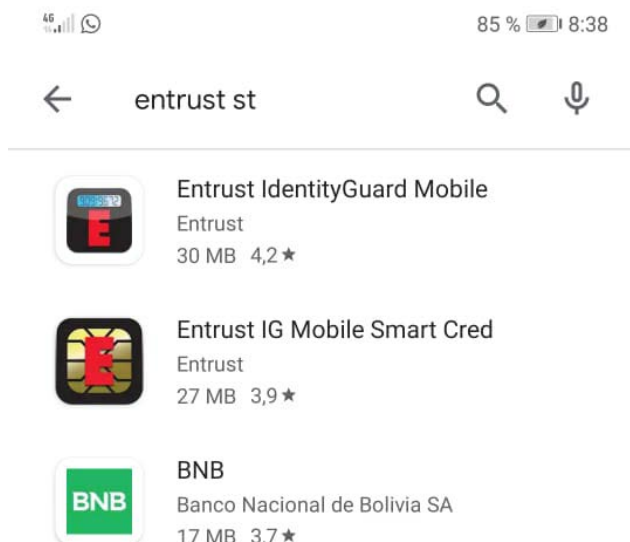 4G
85 % 8:38
entrust st
Entrust IdentityGuard Mobile
Entrust
30 MB 4,2★
E
Entrust IG Mobile Smart Cred
Entrust
27 MB 3,9★
E
BNB
BNB
Banco Nacional de Bolivia SA
17 MB 3,7★